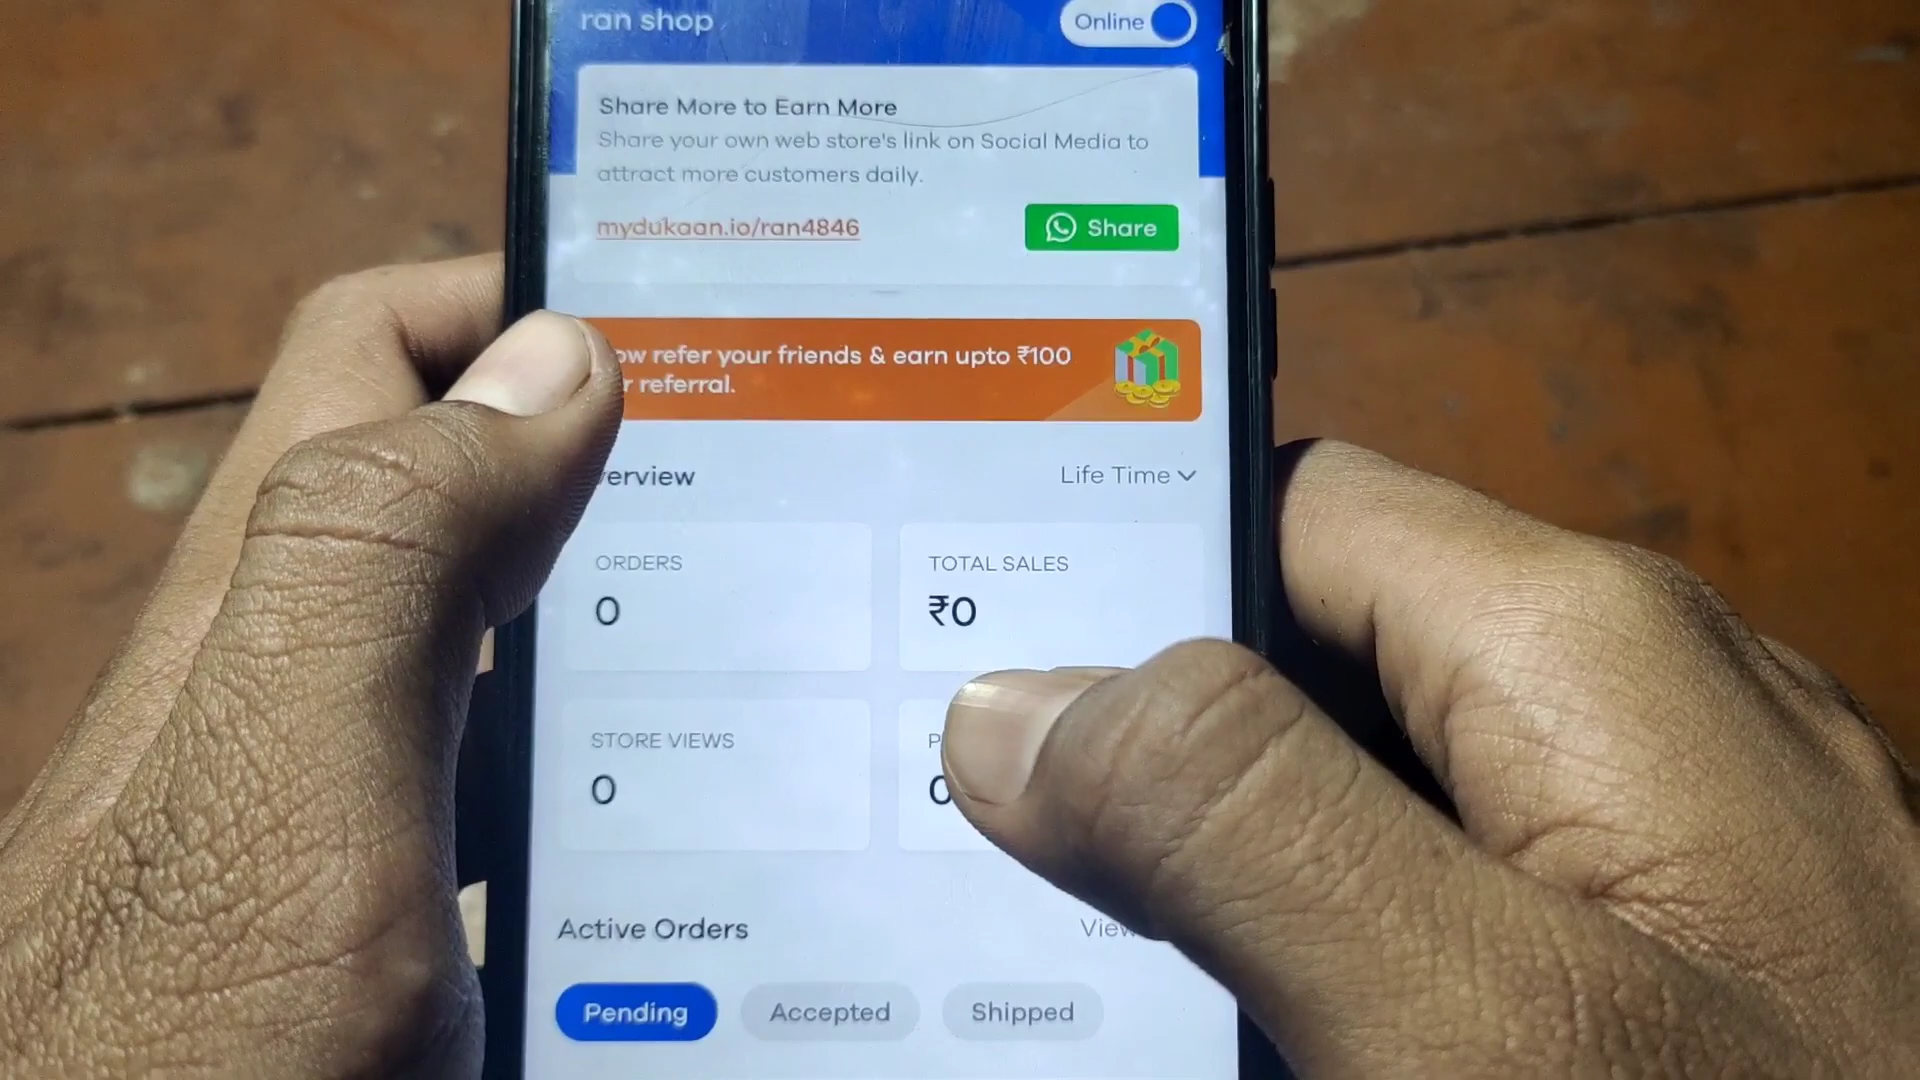 ran shop
Online
Share More to Earn More
Share your own web store's link on Social Media to
attract more customers daily.
mydukaan.io/ran4846
Share
refer your friends & earn upto ₹100
referral.
Life Time
ORDERS
0
TOTAL SALES
₹0
STORE VIEWS
0
0
Active Orders
View
Pending
Accepted
Shipped